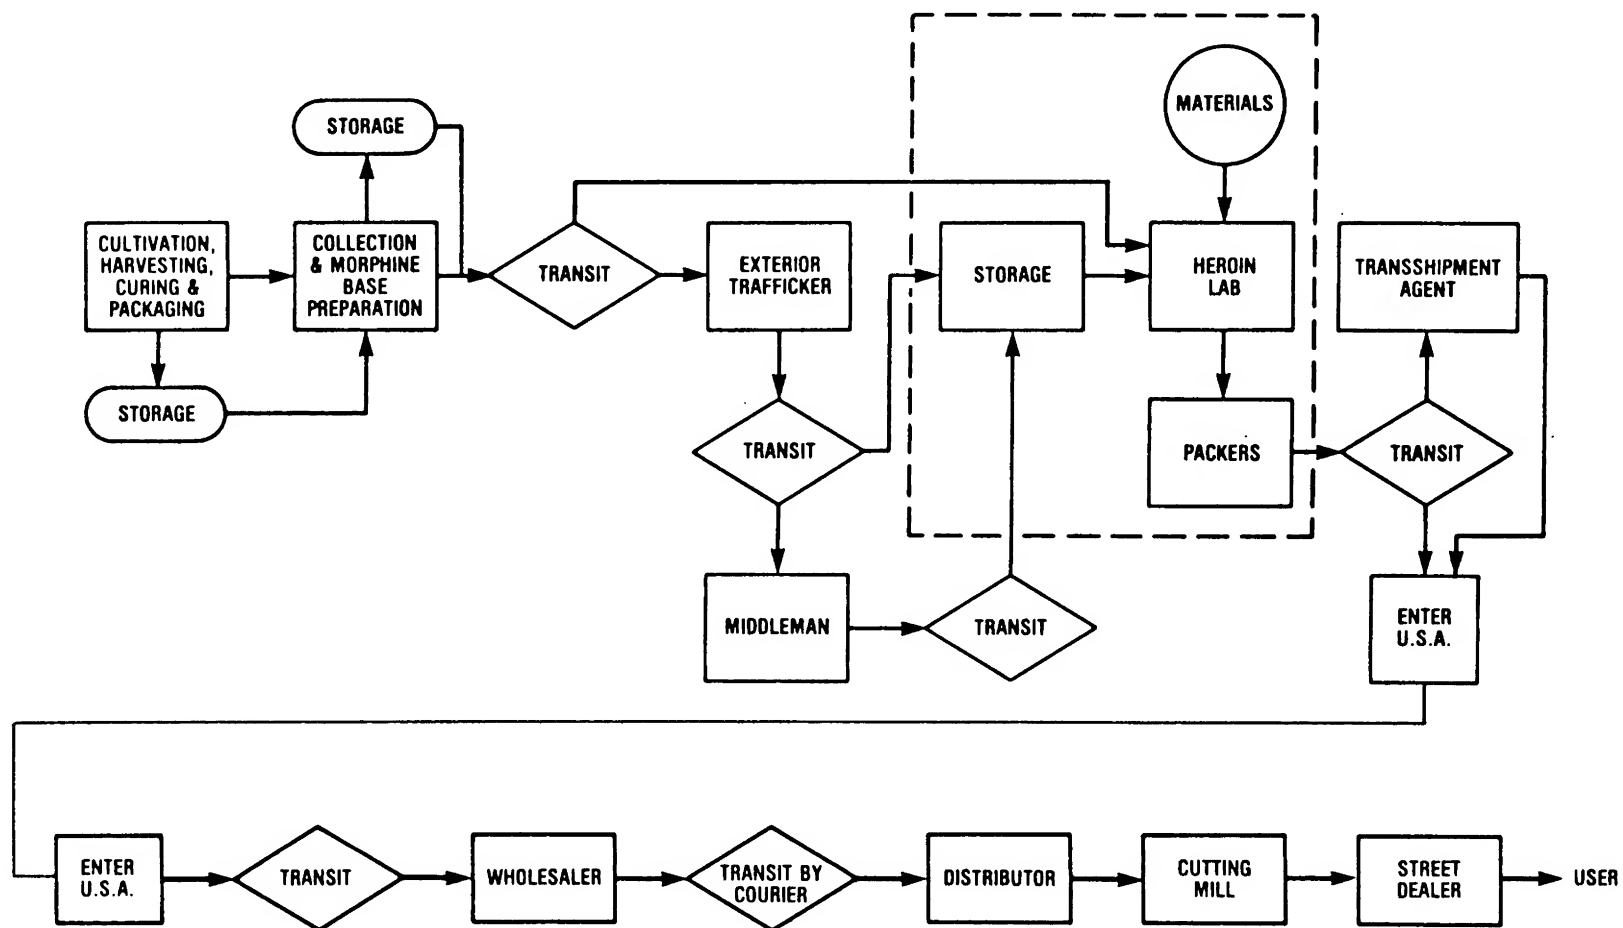 MATERIALS
STORAGE
CULTIVATION,
HARVESTING,
CURING &
PACKAGING
COLLECTION
& MORPHINE
BASE
PREPARATION
TRANSIT
EXTERIOR
TRAFFICKER
STORAGE
HEROIN
LAB
TRANSSHIPMENT
AGENT
STORAGE
TRANSIT
PACKERS
TRANSIT
MIDDLEMAN
TRANSIT
ENTER
U.S.A.
ENTER
U.S.A.
TRANSIT
WHOLESALER
TRANSIT BY
COURIER
DISTRIBUTOR
CUTTING
MILL
STREET
DEALER
USER